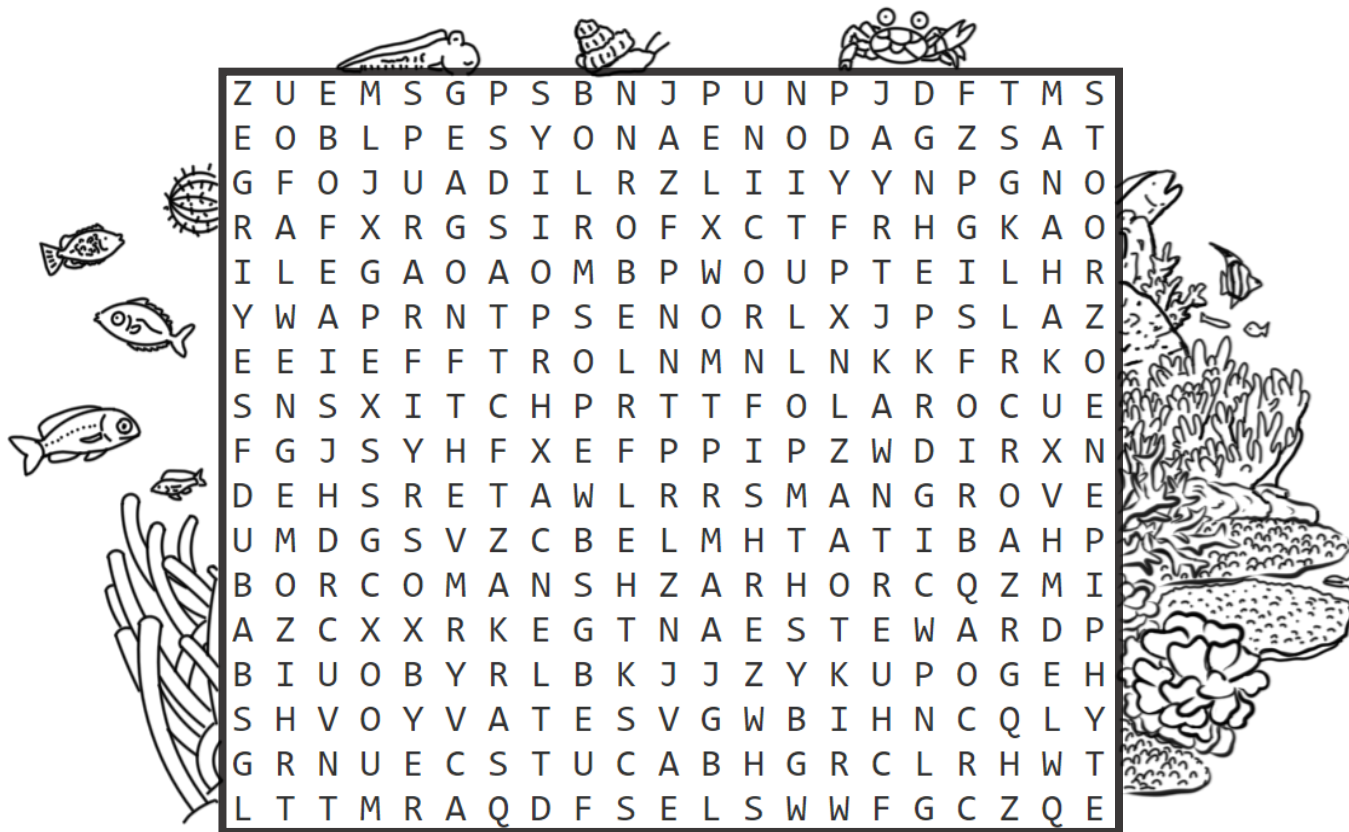 Z U E M S G P S B N J P U N P J D F T M S
E O B L P E S Y O N A E N O D A G Z S A T
G F O J U A D I L R Z L I I Y Y N P G N O
R A F X R G S I R O F X C T F R H G K A O
I L E G A O A O M B P W O U P T E I L H R
Y W A P R N T P S E N O R L X J P S L A Z
E E I E F F T R O L N M N L N K K F R K O
S N S X I T C H P R T T F O L A R O C U E
F G J S Y H F X E F P P I P Z W D I R X N
D E H S R E T A W L R R S M A N G R O V E
U M D G S V Z C B E L M H T A T I B A H P
B O R C O M A N S H Z A R H O R C Q Z M I
A Z C X X R K E G T N A E S T E W A R D P
B I U O B Y R L B K J J Z Y K U P O G E H
S H V O Y V A T E S V G W B I H N C Q L Y
G R N U E C S T U C A B H G R C L R H W T
L T T M R A Q D F S E L S W W F G C Z Q E